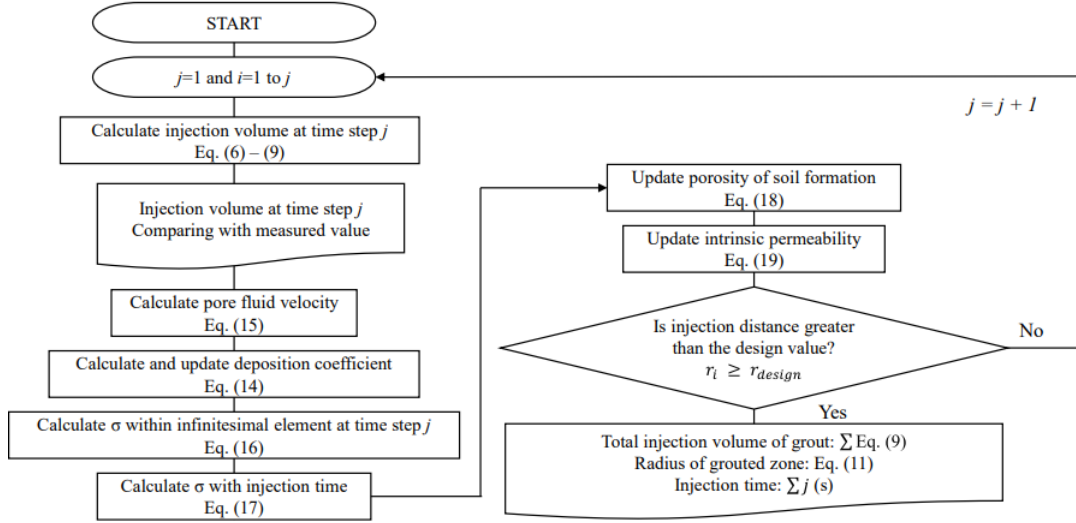 START
j=1 and i=1 to j
Calculate injection volume at time step j
Eq. (6) – (9)
Injection volume at time step j
Comparing with measured value
Calculate pore fluid velocity
Eq. (15)
Calculate and update deposition coefficient
Eq. (14)
Calculate σ within infinitesimal element at time step j
Eq. (16)
Calculate σ with injection time
Eq. (17)
Update porosity of soil formation
Eq. (18)
Update intrinsic permeability
Eq. (19)
Is injection distance greater
than the design value?
r_i ≥ r_design
No
j = j + 1
Yes
Total injection volume of grout: ∑ Eq. (9)
Radius of grouted zone: Eq. (11)
Injection time: ∑ j (s)